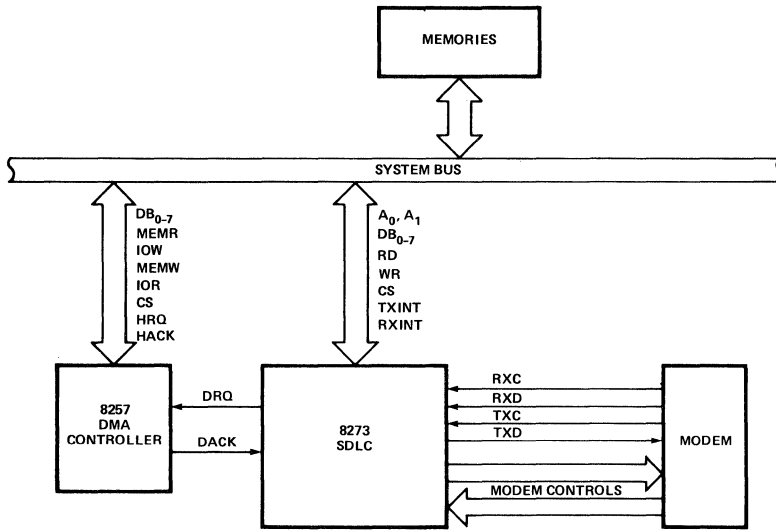 MEMORIES
SYSTEM BUS
DB0-7
MEMR
IOW
MEMW
IOR
CS
HRQ
HACK
A0, A1
DB0-7
RD
WR
CS
TXINT
RXINT
8257
DMA
CONTROLLER
DRQ
DACK
8273
SDLC
RXC
RXD
TXC
TXD
MODEM CONTROLS
MODEM